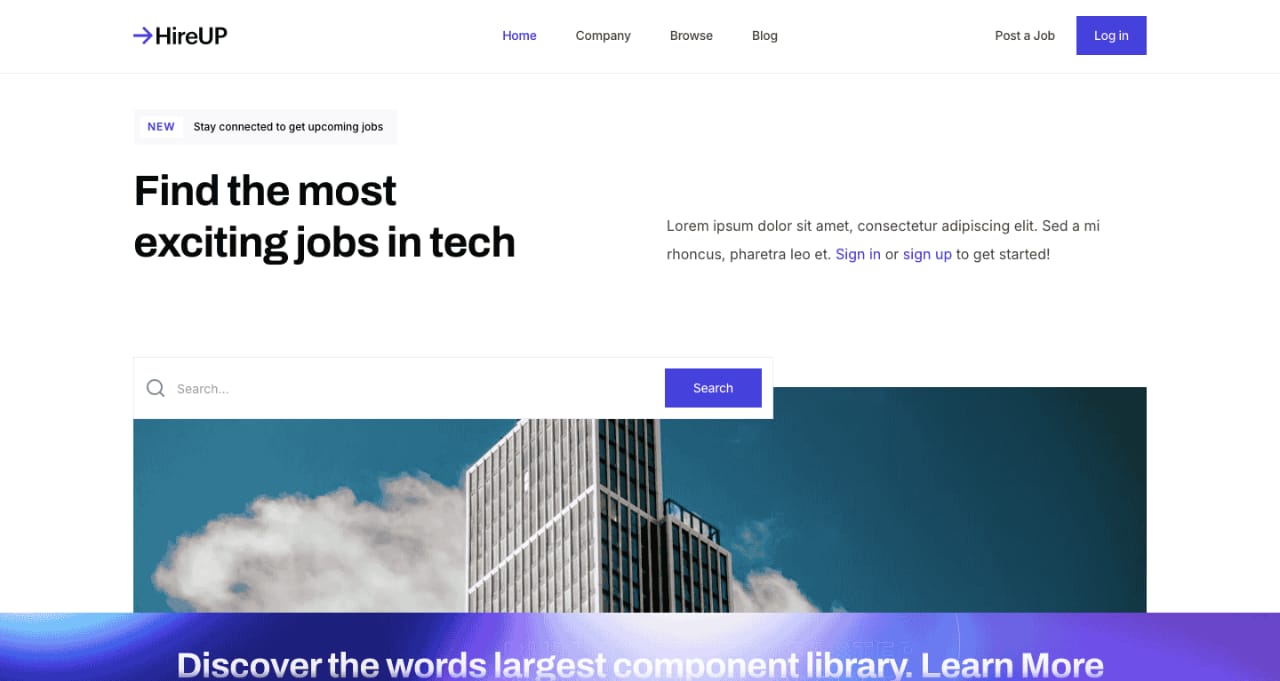 HireUP
Home
Company
Browse
Blog
Post a Job
Log in
NEW Stay connected to get upcoming jobs
Find the most
exciting jobs in tech
Lorem ipsum dolor sit amet, consectetur adipiscing elit. Sed a mi
rhoncus, pharetra leo et. Sign in or sign up to get started!
Search...
Search
Discover the words largest component library. Learn More